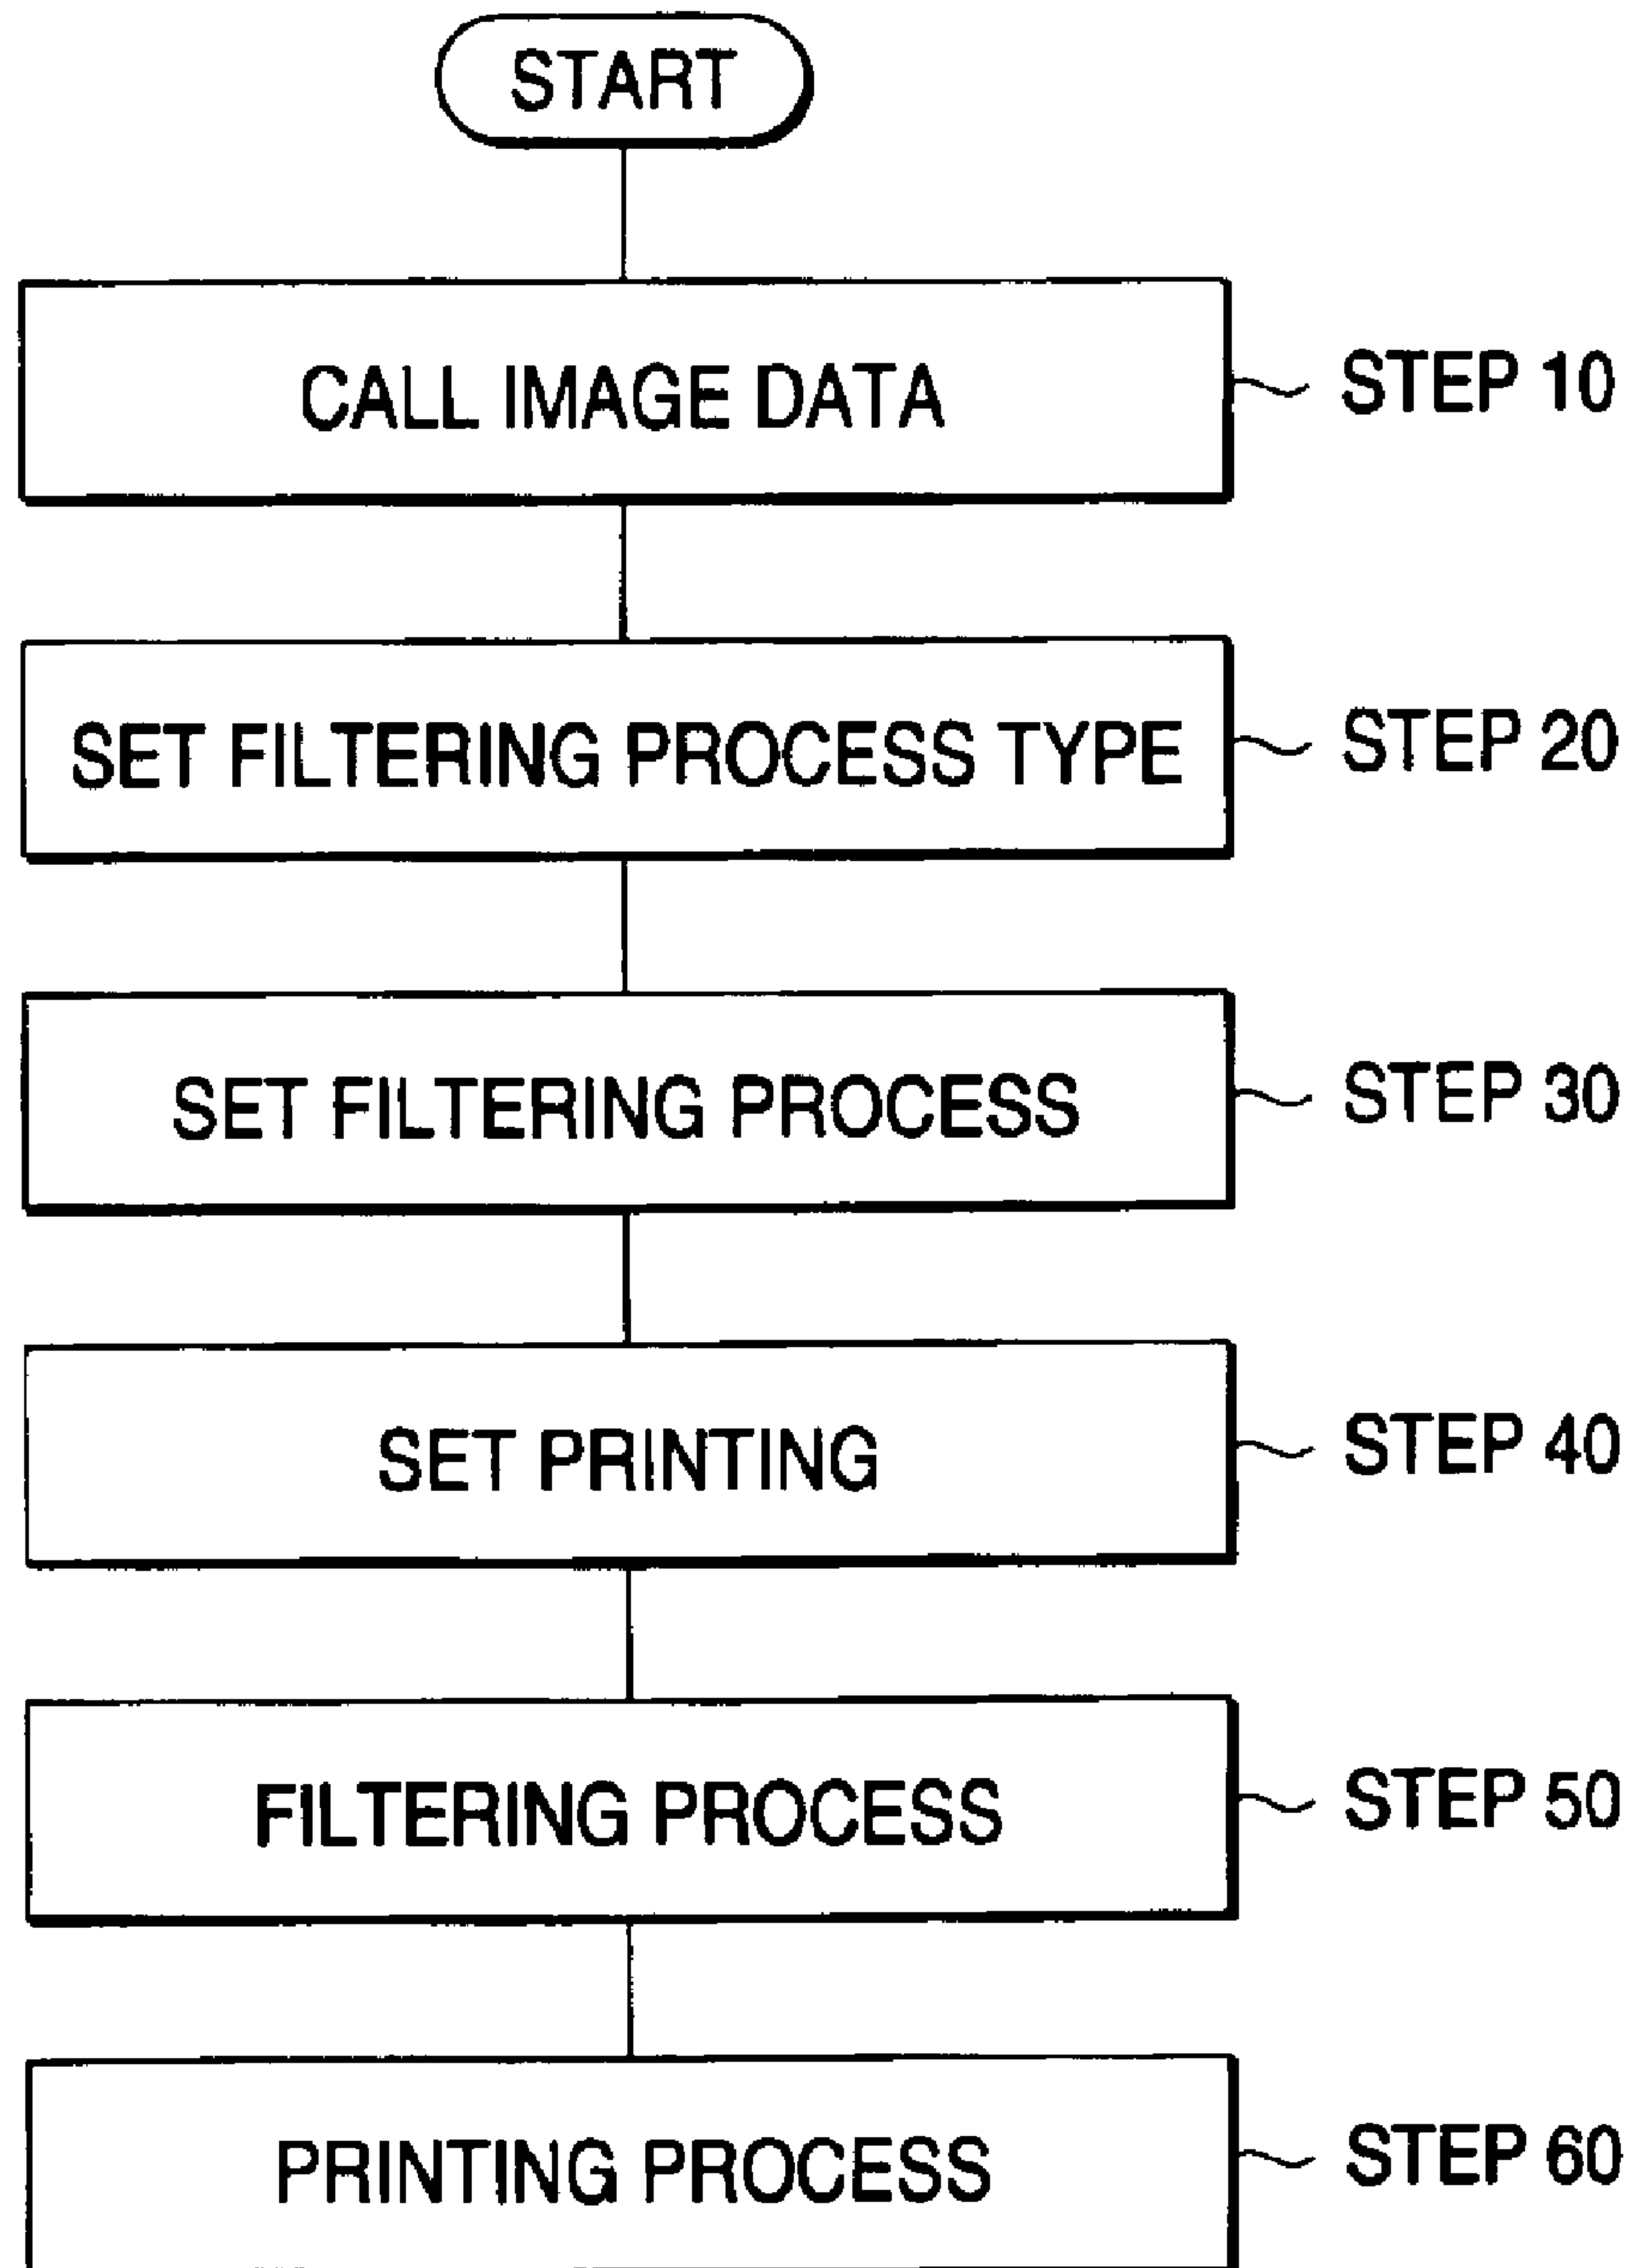 START
CALL IMAGE DATA
STEP 10
SET FILTERING PROCESS TYPE
STEP 20
SET FILTERING PROCESS
STEP 30
SET PRINTING
STEP 40
FILTERING PROCESS
STEP 50
PRINTING PROCESS
STEP 60